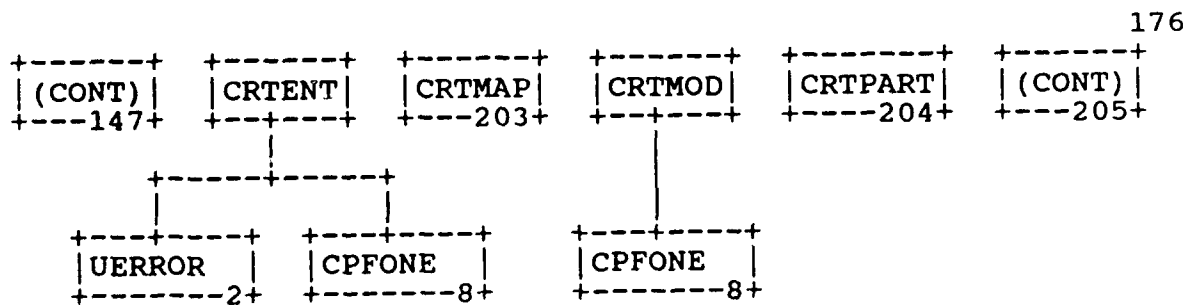 176
(CONT) CRTENT CRTMAP CRTMOD CRTPART (CONT)
147 203 204 205
UERROR CPFONE CPFONE
2 8 8